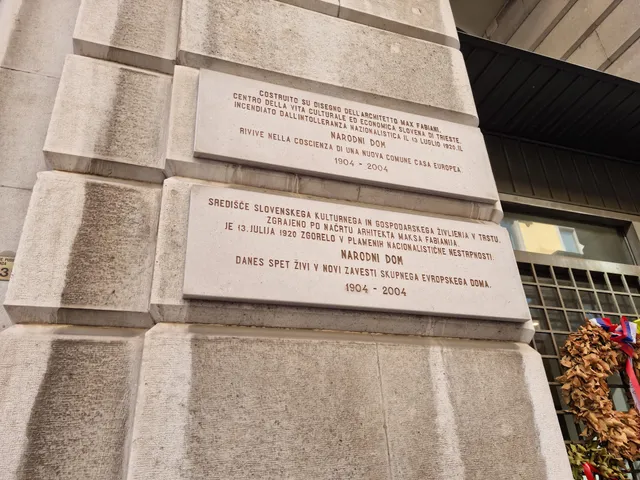 COSTRUITO SU DISEGNO DELL'ARCHITETTO MAX FABIANI,
CENTRO DELLA VITA CULTURALE ED ECONOMICA SLOVENA DI TRIESTE,
INCENDIATO DALL'INTOLLERANZA NAZIONALISTICA IL 13 LUGLIO 1920, IL
NARODNI DOM
RIVIVE NELLA COSCIENZA DI UNA NUOVA COMUNE CASA EUROPEA
1904 - 2004
SREDIŠČE SLOVENSKEGA KULTURNEGA IN GOSPODARSKEGA ŽIVLJENJA V TRSTU,
ZGRAJENO PO NAČRTU ARHITEKTA MAKSA FABIANIJA,
JE 13. JULIJA 1920 ZGORELO V PLAMENIH NACIONALISTIČNE NESTRPNOSTI.
NARODNI DOM
DANES SPET ŽIVI V NOVI ZAVESTI SKUPNEGA EVROPSKEGA DOMA.
1904 - 2004